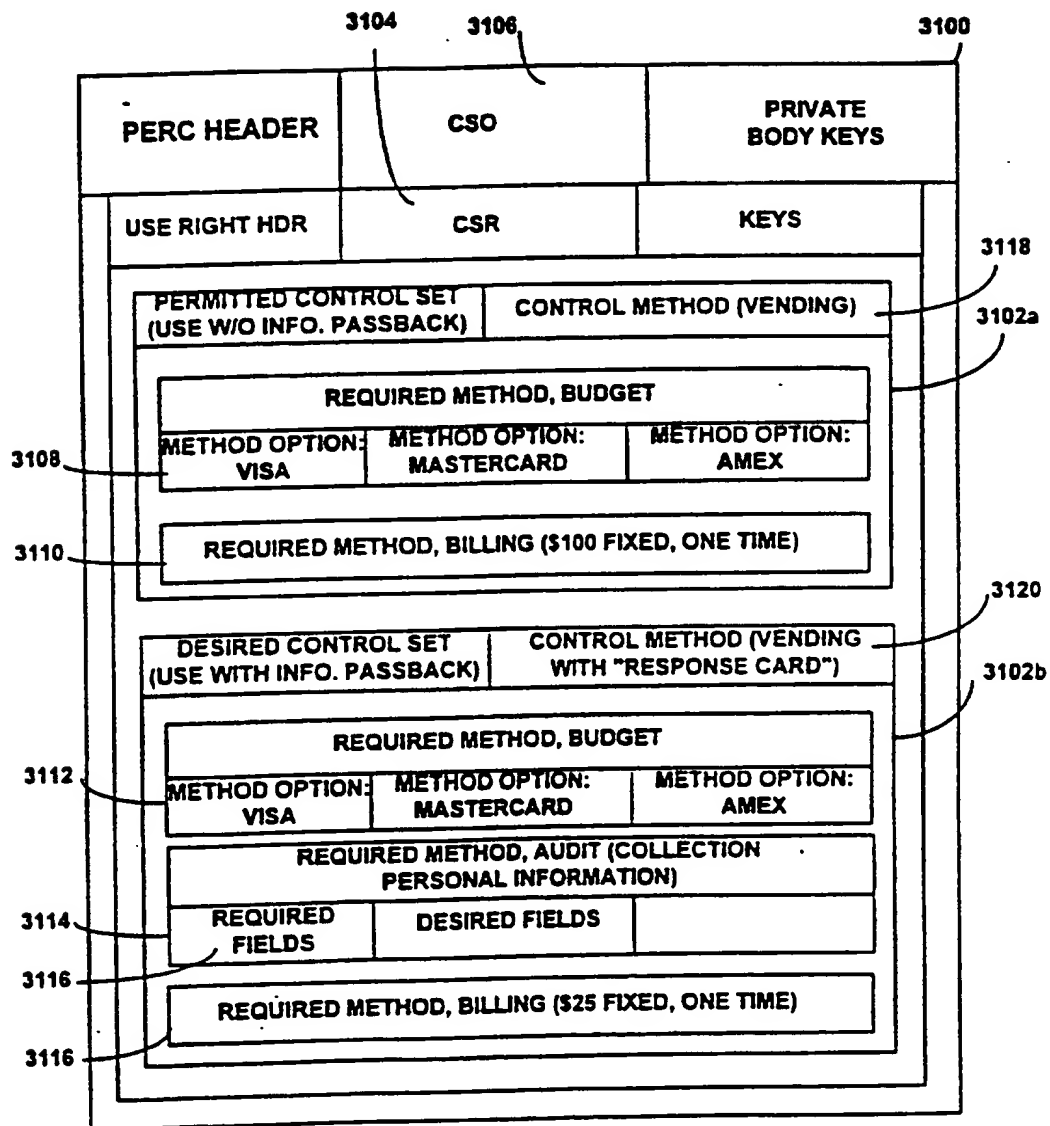 3104
3106
3100
PERC HEADER
CSO
PRIVATE
BODY KEYS
USE RIGHT HDR
CSR
KEYS
3118
PERMITTED CONTROL SET
(USE W/O INFO. PASSBACK)
CONTROL METHOD (VENDING)
3102a
REQUIRED METHOD, BUDGET
METHOD OPTION:
VISA
METHOD OPTION:
MASTERCARD
METHOD OPTION:
AMEX
3108
REQUIRED METHOD, BILLING ($100 FIXED, ONE TIME)
3110
3120
DESIRED CONTROL SET
(USE WITH INFO. PASSBACK)
CONTROL METHOD (VENDING
WITH "RESPONSE CARD")
3102b
REQUIRED METHOD, BUDGET
3112
METHOD OPTION:
VISA
METHOD OPTION:
MASTERCARD
METHOD OPTION:
AMEX
REQUIRED METHOD, AUDIT (COLLECTION
PERSONAL INFORMATION)
3114
REQUIRED
FIELDS
DESIRED FIELDS
3116
REQUIRED METHOD, BILLING ($25 FIXED, ONE TIME)
3116